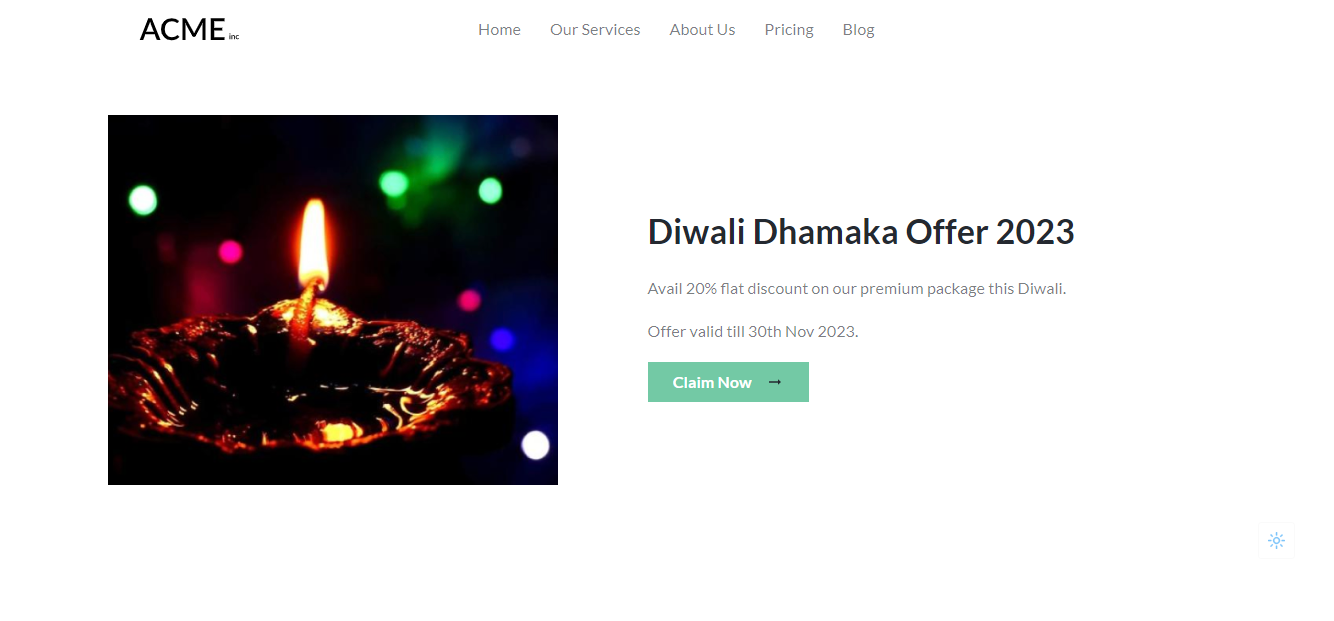 ACME inc
Home Our Services About Us Pricing Blog
Diwali Dhamaka Offer 2023
Avail 20% flat discount on our premium package this Diwali.
Offer valid till 30th Nov 2023.
Claim Now →